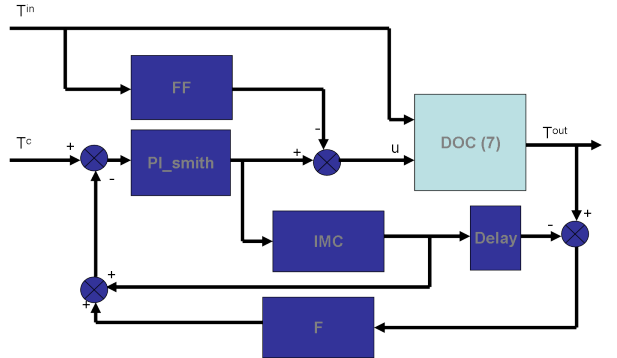 T^in
FF
-
T^c
+
-
PI_smith
+
u
DOC (7)
T^out
IMC
Delay
-
+
+
+
F